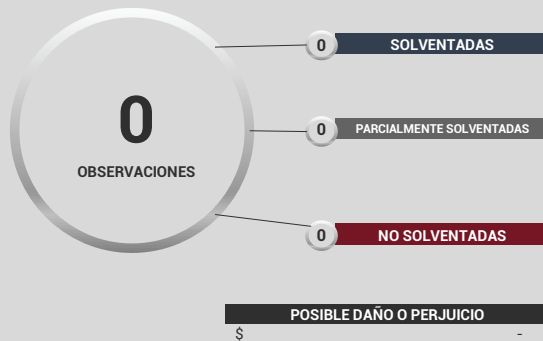 0
OBSERVACIONES
0 SOLVENTADAS
0 PARCIALMENTE SOLVENTADAS
0 NO SOLVENTADAS
POSIBLE DAÑO O PERJUICIO
$ -